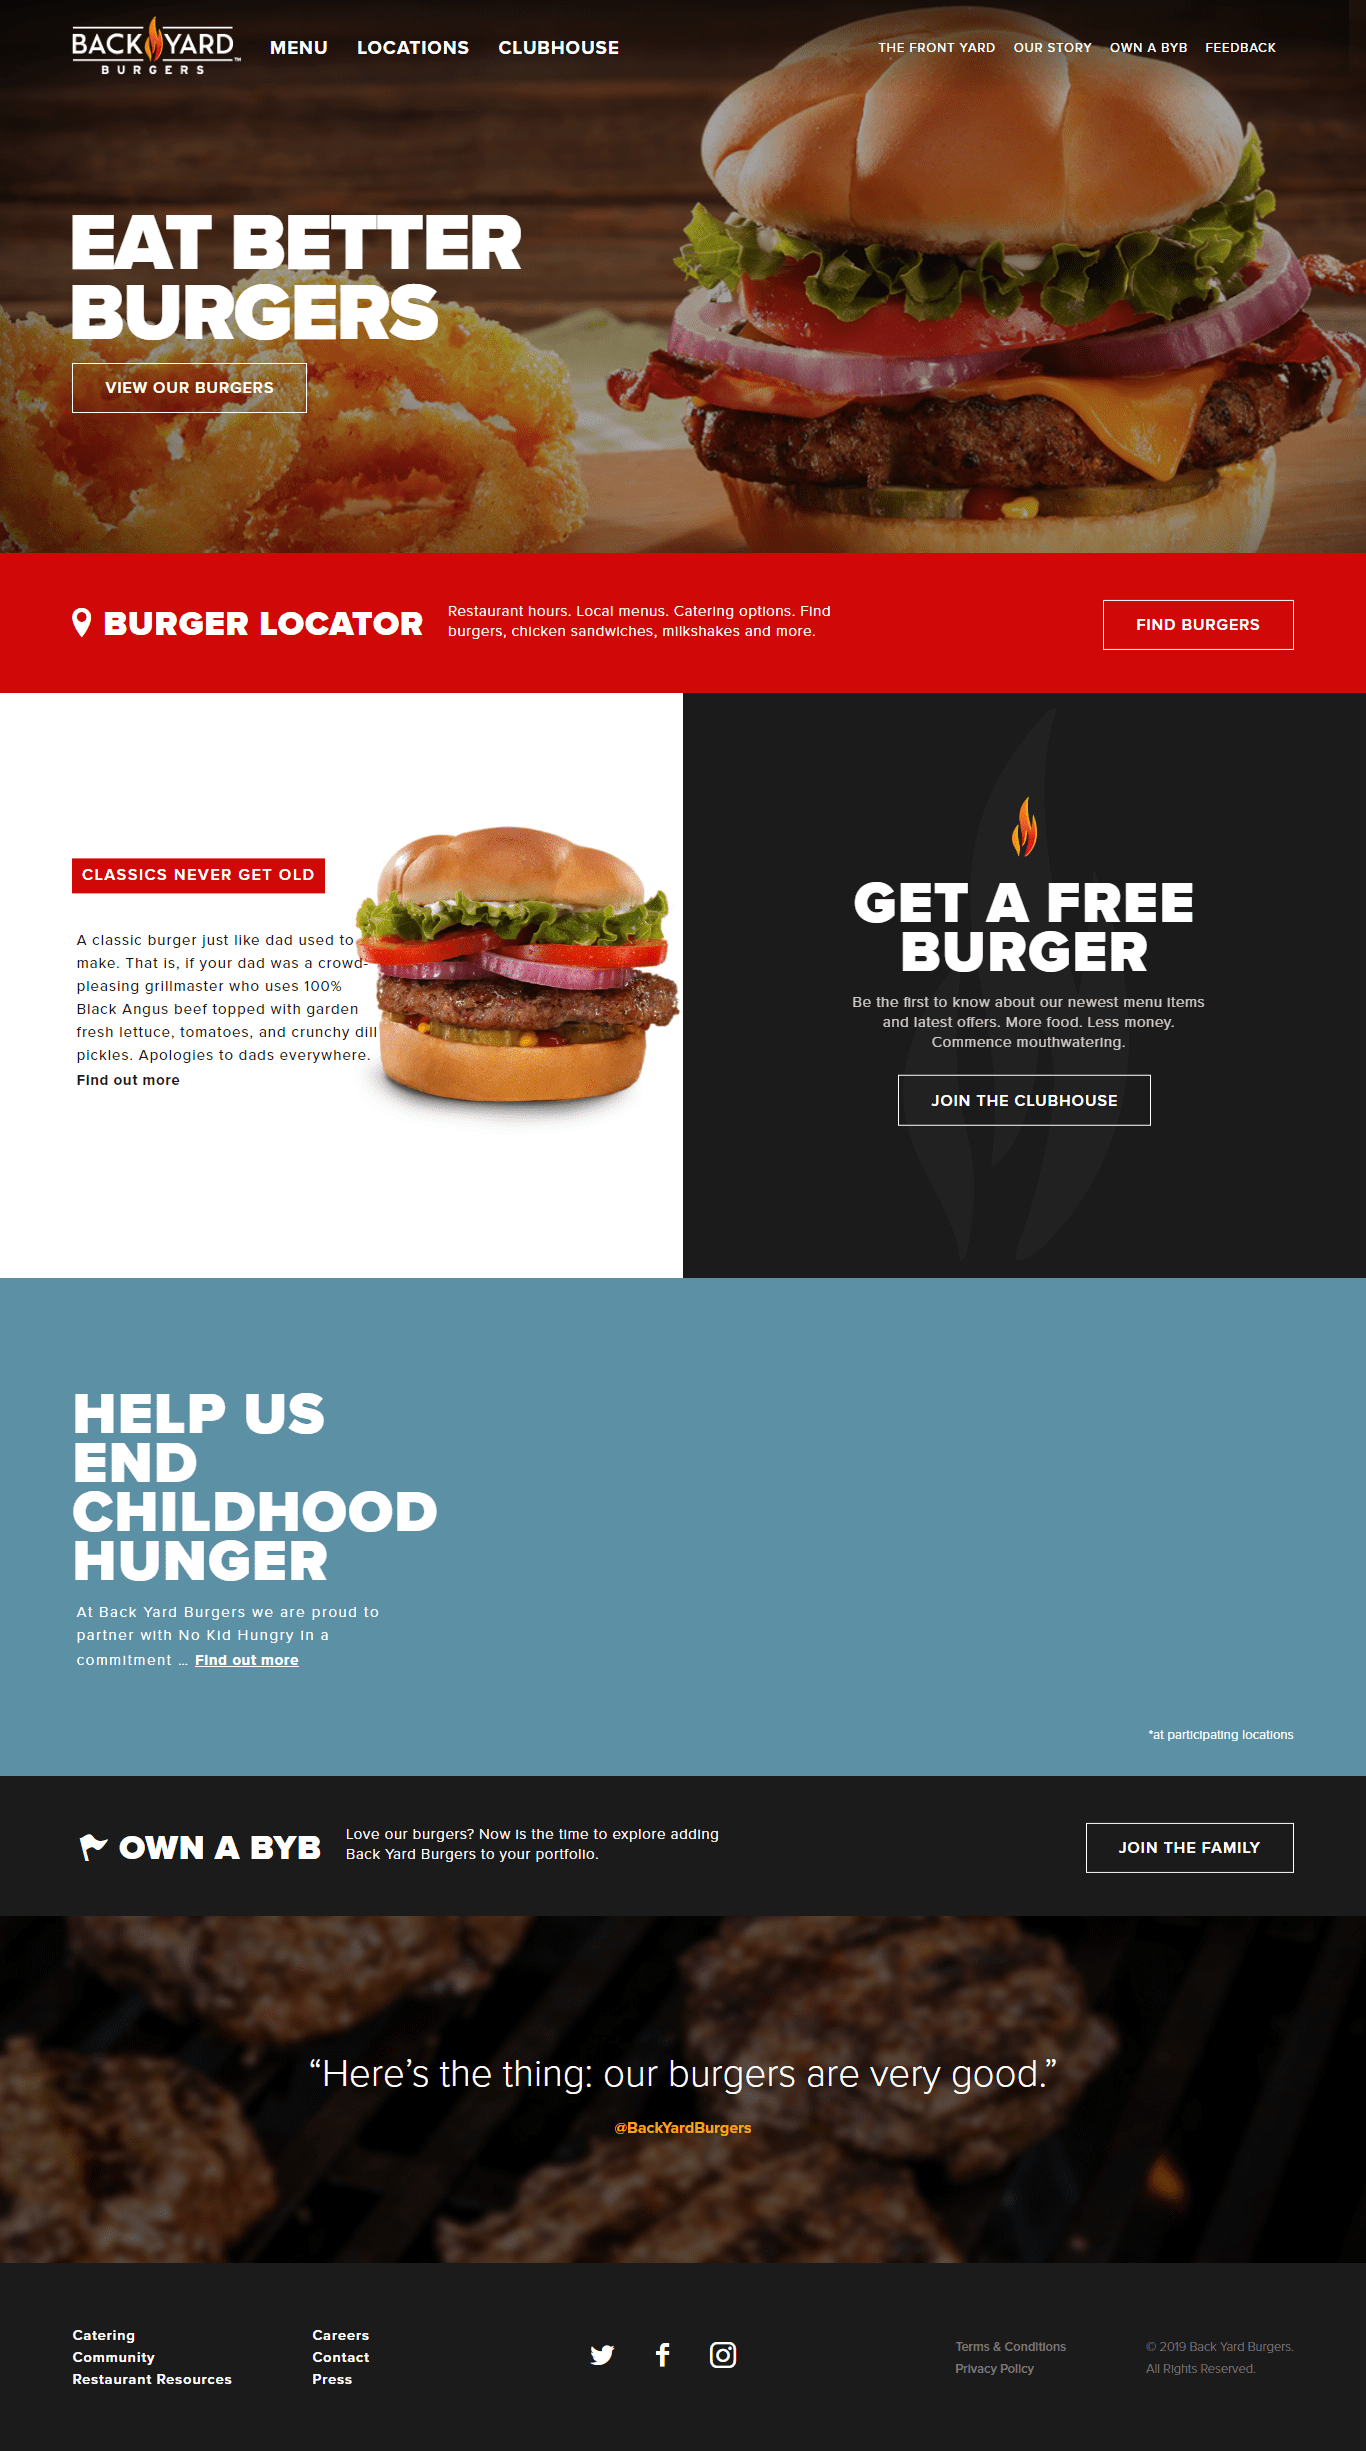 BACK YARD™
BURGERS
MENU LOCATIONS CLUBHOUSE
THE FRONT YARD OUR STORY OWN A BYB FEEDBACK
EAT BETTER
BURGERS
VIEW OUR BURGERS
BURGER LOCATOR
Restaurant hours. Local menus. Catering options. Find
burgers, chicken sandwiches, milkshakes and more.
FIND BURGERS
CLASSICS NEVER GET OLD
A classic burger just like dad used to
make. That is, if your dad was a crowd-
pleasing grillmaster who uses 100%
Black Angus beef topped with garden
fresh lettuce, tomatoes, and crunchy dill
pickles. Apologies to dads everywhere.
Find out more
GET A FREE
BURGER
Be the first to know about our newest menu items
and latest offers. More food. Less money.
Commence mouthwatering.
JOIN THE CLUBHOUSE
HELP US
END
CHILDHOOD
HUNGER
At Back Yard Burgers we are proud to
partner with No Kid Hungry in a
commitment … Find out more
*at participating locations
OWN A BYB
Love our burgers? Now is the time to explore adding
Back Yard Burgers to your portfolio.
JOIN THE FAMILY
“Here’s the thing: our burgers are very good.”
@BackYardBurgers
Catering
Community
Restaurant Resources
Careers
Contact
Press
Terms & Conditions
Privacy Policy
© 2019 Back Yard Burgers.
All Rights Reserved.